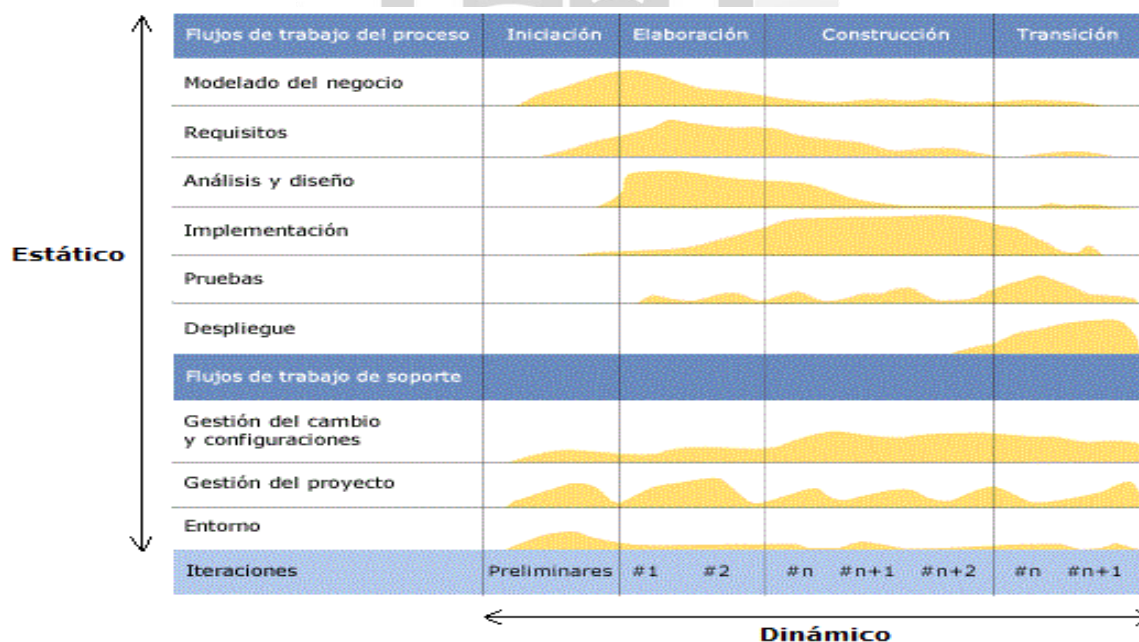 Flujos de trabajo del proceso Iniciación Elaboración Construcción Transición
Modelado del negocio
Requisitos
Análisis y diseño
Implementación
Estático
Pruebas
Despliegue
Flujos de trabajo de soporte
Gestión del cambio
y configuraciones
Gestión del proyecto
Entorno
Iteraciones Preliminares #1 #2 #n #n+1 #n+2 #n #n+1
Dinámico